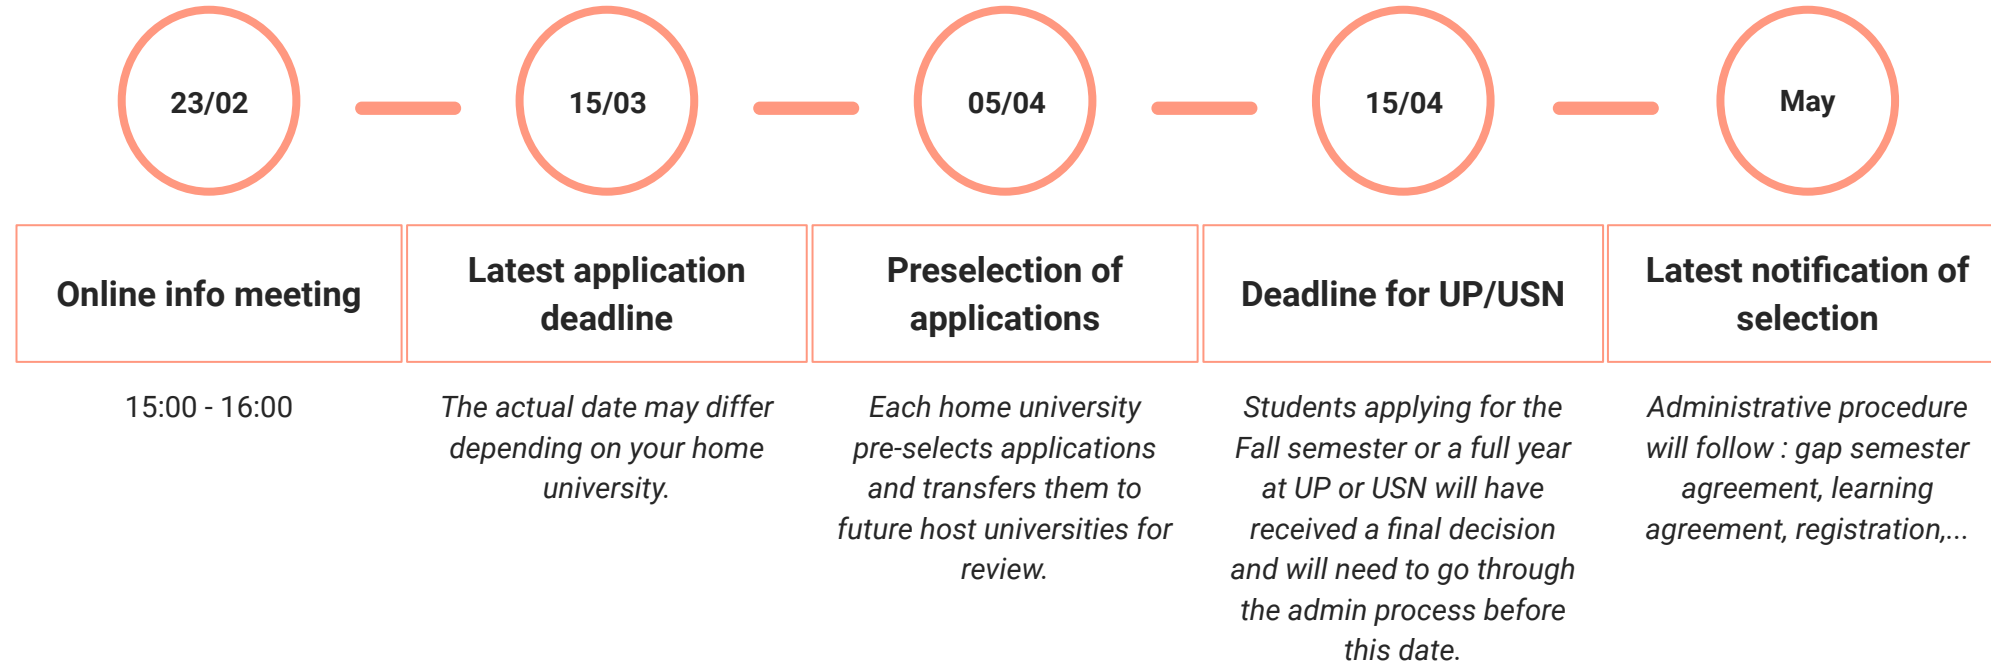 23/02
15/03
05/04
15/04
May
Online info meeting
Latest application
deadline
Preselection of
applications
Deadline for UP/USN
Latest notification of
selection
15:00 - 16:00
The actual date may differ
depending on your home
university.
Each home university
pre-selects applications
and transfers them to
future host universities for
review.
Students applying for the
Fall semester or a full year
at UP or USN will have
received a final decision
and will need to go through
the admin process before
this date.
Administrative procedure
will follow : gap semester
agreement, learning
agreement, registration,...